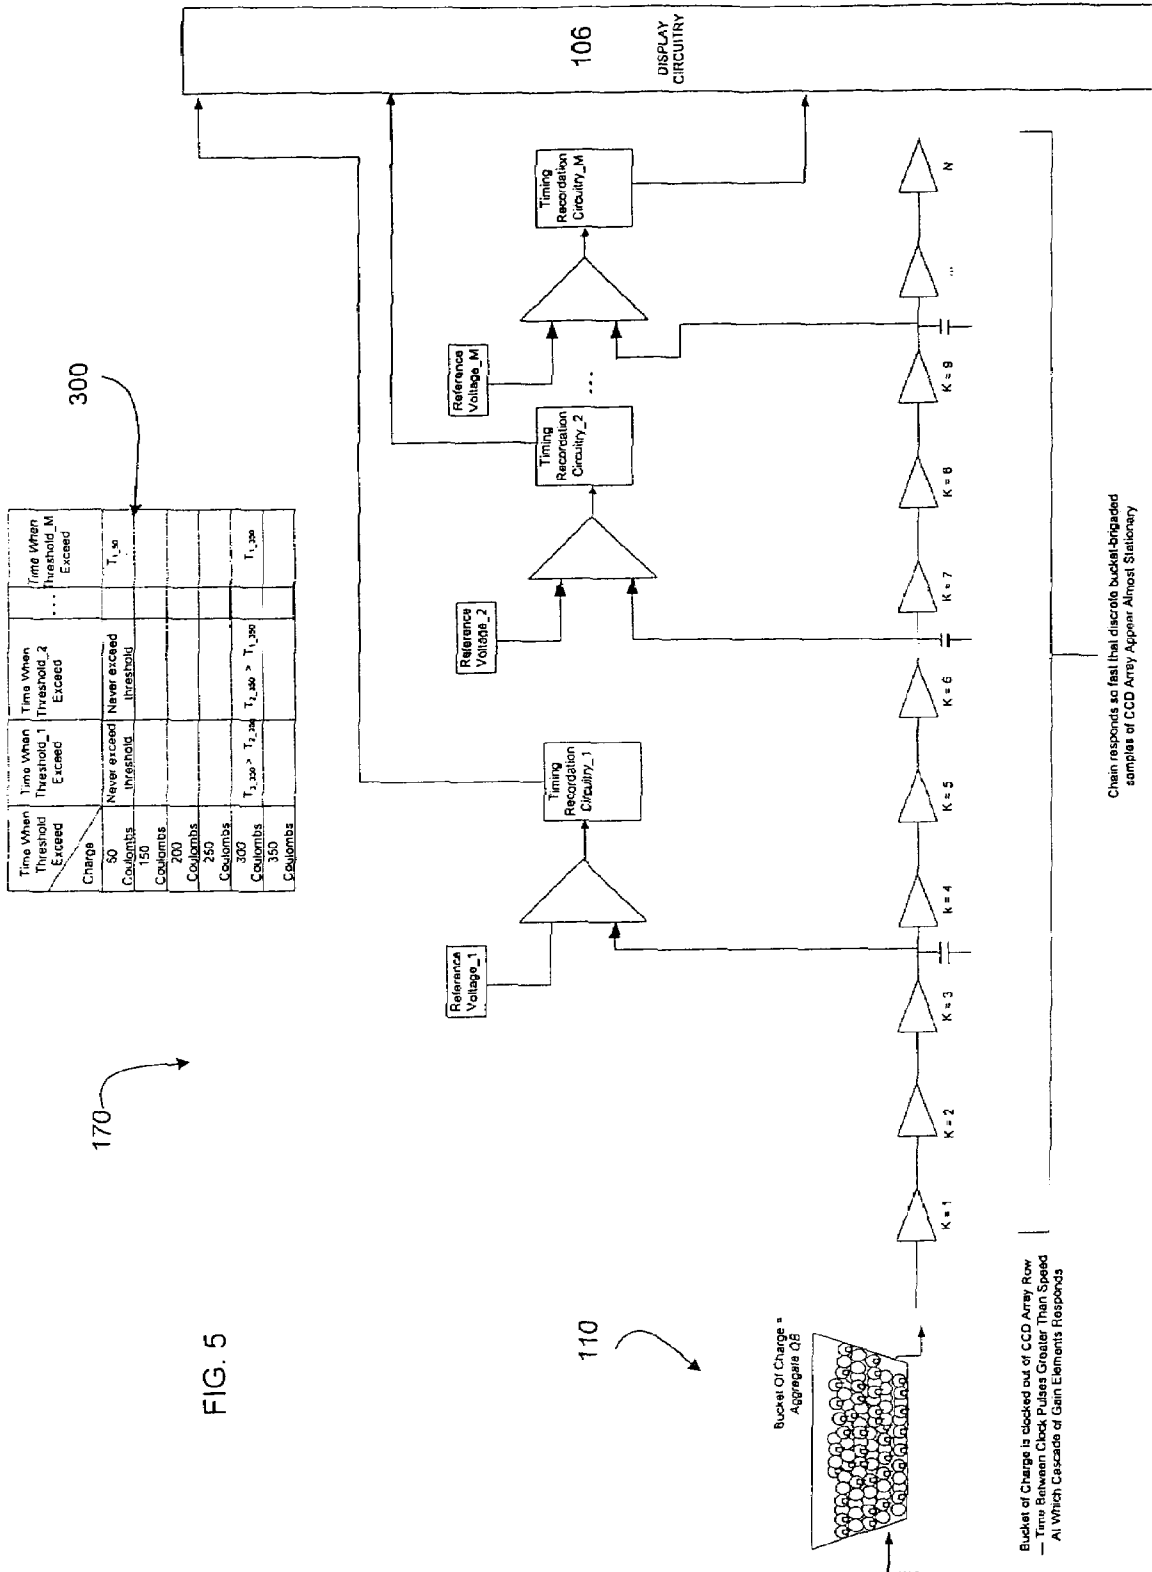 FIG. 5
170
300
Time When
Threshold
Exceed
Charge
Time When
Threshold_1
Exceed
Time When
Threshold_2
Exceed
...
Time When
Threshold_M
Exceed
50
Coulombs
Never exceed
threshold
Never exceed
threshold
T1_50
150
Coulombs
200
Coulombs
250
Coulombs
300
Coulombs
T1_300
350
Coulombs
Reference
Voltage_1
Timing
Recordation
Circuitry_1
Reference
Voltage_2
Timing
Recordation
Circuitry_2
...
Reference
Voltage_M
Timing
Recordation
Circuitry_M
106
DISPLAY
CIRCUITRY
110
Bucket Of Charge =
Aggregate QB
K = 1
K = 2
K = 3
k = 4
K = 5
K = 6
K = 7
K = 8
K = 9
...
N
Bucket of Charge is clocked out of CCD Array Row
— Time Between Clock Pulses Greater Than Speed
At Which Cascade of Gain Elements Responds
Chain responds so fast that discrete bucket-brigaded
samples of CCD Array Appear Almost Stationary